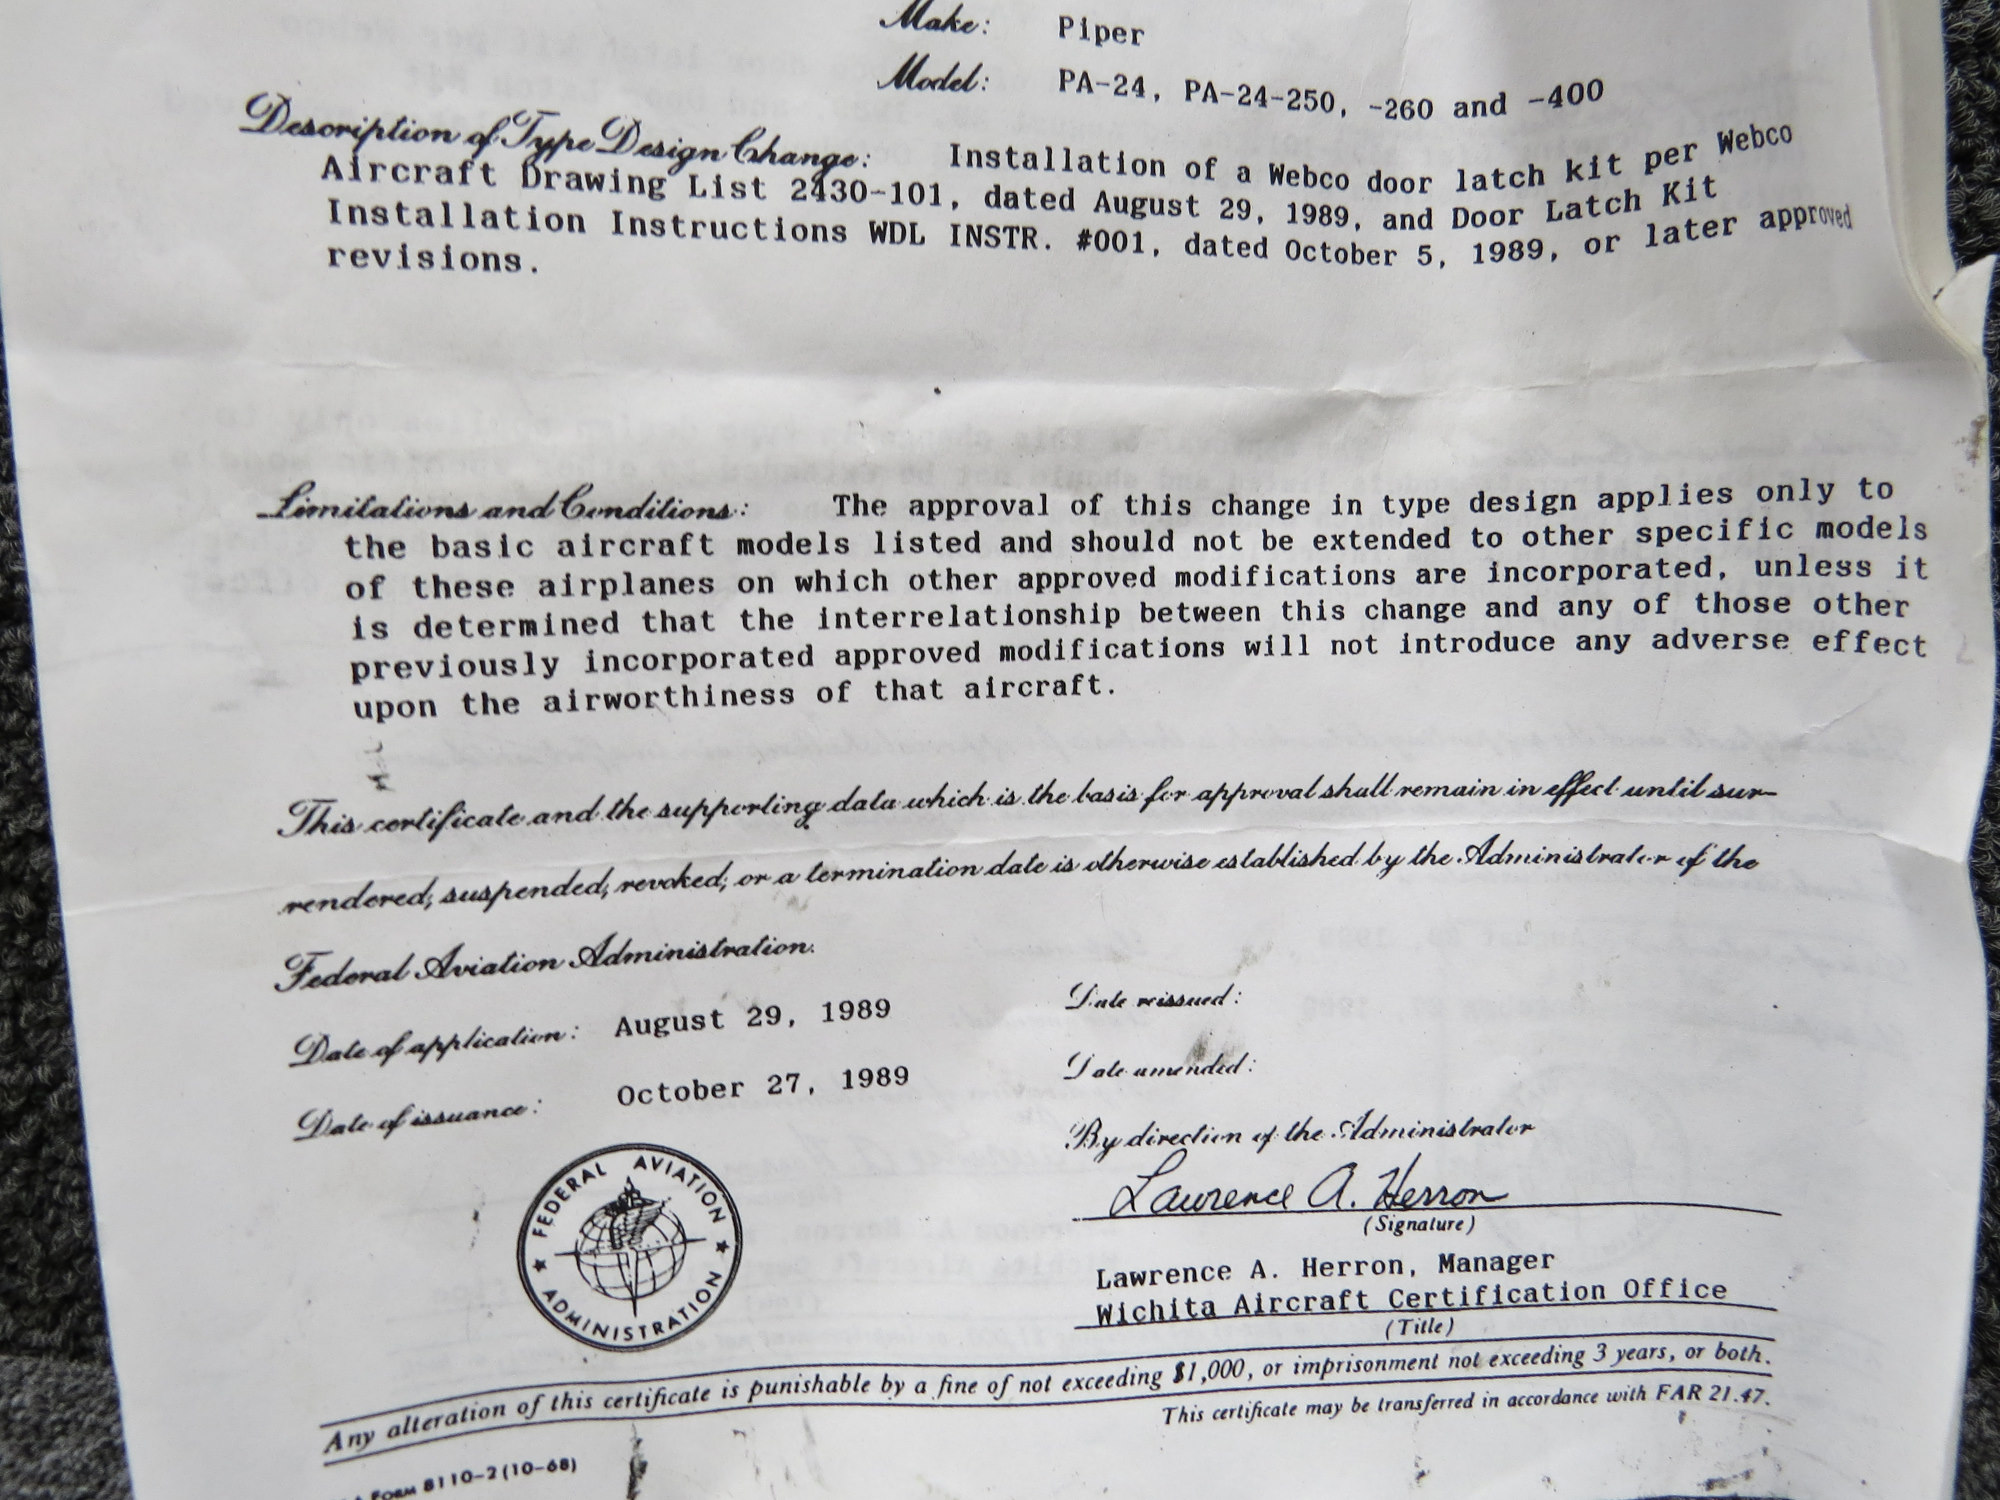 Make: Piper
Model: PA-24, PA-24-250, -260 and -400
Description of Type Design Change: Installation of a Webco door latch kit per Webco
Aircraft Drawing List 2430-101, dated August 29, 1989, and Door Latch Kit
Installation Instructions WDL INSTR. #001, dated October 5, 1989, or later approved
revisions.
Limitations and Conditions: The approval of this change in type design applies only to
the basic aircraft models listed and should not be extended to other specific models
of these airplanes on which other approved modifications are incorporated, unless it
is determined that the interrelationship between this change and any of those other
previously incorporated approved modifications will not introduce any adverse effect
upon the airworthiness of that aircraft.
This certificate and the supporting data which is the basis for approval shall remain in effect until sur-
rendered, suspended, revoked, or a termination date is otherwise established by the Administrator of the
Federal Aviation Administration.
Date of application: August 29, 1989
Date reissued:
Date of issuance: October 27, 1989
Date amended:
By direction of the Administrator
FEDERAL AVIATION ADMINISTRATION
Lawrence A. Herron
(Signature)
Lawrence A. Herron, Manager
Wichita Aircraft Certification Office
(Title)
Any alteration of this certificate is punishable by a fine of not exceeding $1,000, or imprisonment not exceeding 3 years, or both.
This certificate may be transferred in accordance with FAR 21.47.
Form 8110-2(10-68)